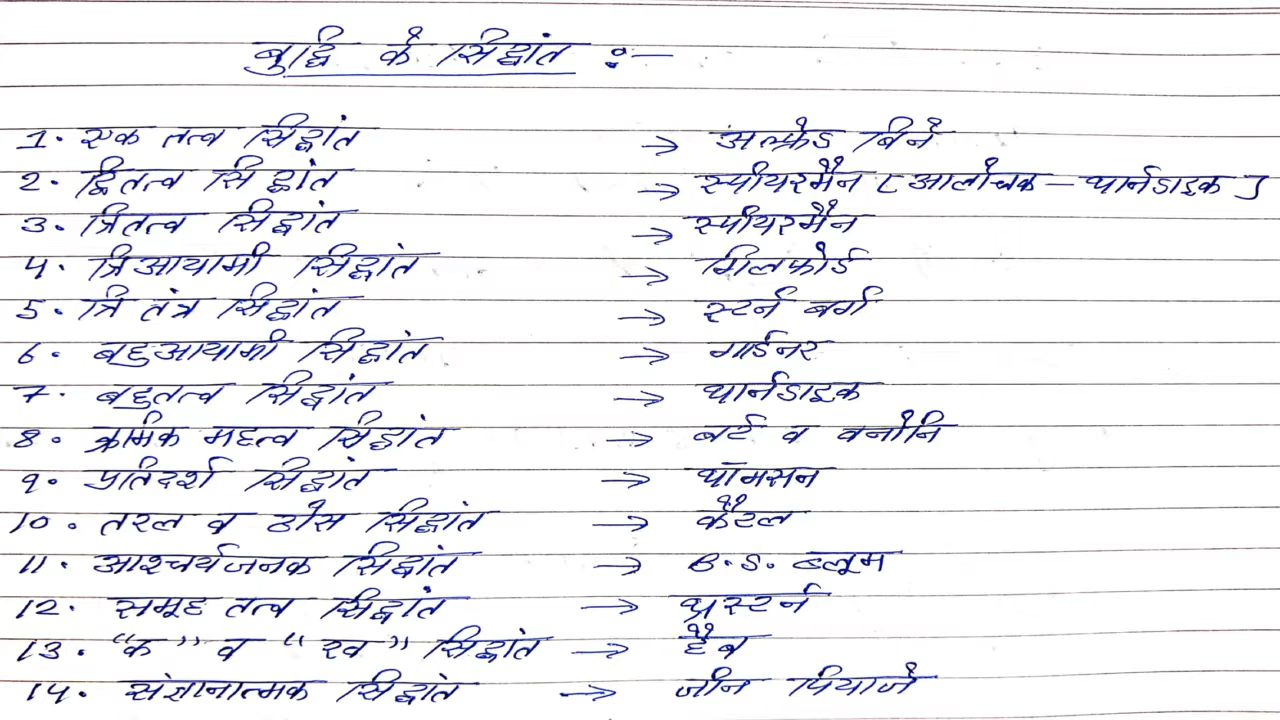 बुद्धि के सिद्धांत :—
1. एक तत्व सिद्धांत → अल्फ्रेड बिने
2. द्वितत्व सिद्धांत → स्पीयरमैन [ आलोचक – थार्नडाइक ]
3. त्रितत्व सिद्धांत → स्पीयरमैन
4. त्रिआयामी सिद्धांत → गिलफोर्ड
5. त्रि तंत्र सिद्धांत → स्टर्न बर्ग
6. बहुआयामी सिद्धांत → गार्डनर
7. बहुतत्व सिद्धांत → थार्नडाइक
8. क्रमिक महत्व सिद्धांत → बर्ट व वर्नोनि
9. प्रतिदर्श सिद्धांत → थॉमसन
10. तरल व ठोस सिद्धांत → कैटल
11. आश्चर्यजनक सिद्धांत → B.S. ब्लूम
12. समूह तत्व सिद्धांत → थ्रस्टर्न
13. “क” व “ख” सिद्धांत → हैब
14. संज्ञानात्मक सिद्धांत → जीन पियाजे